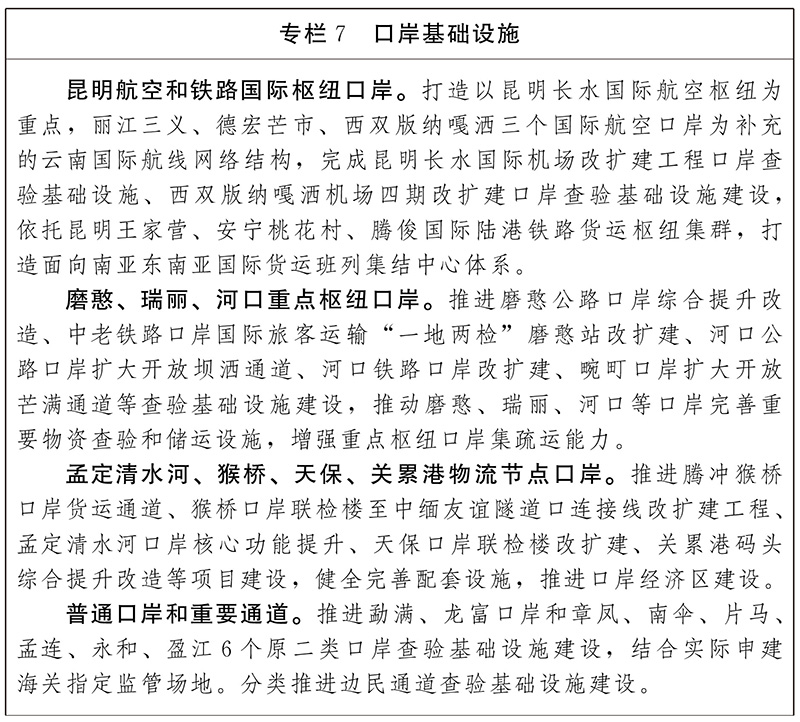 专栏 7　口岸基础设施
昆明航空和铁路国际枢纽口岸。打造以昆明长水国际航空枢纽为
重点，丽江三义、德宏芒市、西双版纳嘎洒三个国际航空口岸为补充
的云南国际航线网络结构，完成昆明长水国际机场改扩建工程口岸查
验基础设施、西双版纳嘎洒机场四期改扩建口岸查验基础设施建设，
依托昆明王家营、安宁桃花村、腾俊国际陆港铁路货运枢纽集群，打
造面向南亚东南亚国际货运班列集结中心体系。
磨憨、瑞丽、河口重点枢纽口岸。推进磨憨公路口岸综合提升改
造、中老铁路口岸国际旅客运输“一地两检”磨憨站改扩建、河口公
路口岸扩大开放坝洒通道、河口铁路口岸改扩建、畹町口岸扩大开放
芒满通道等查验基础设施建设，推动磨憨、瑞丽、河口等口岸完善重
要物资查验和储运设施，增强重点枢纽口岸集疏运能力。
孟定清水河、猴桥、天保、关累港物流节点口岸。推进腾冲猴桥
口岸货运通道、猴桥口岸联检楼至中缅友谊隧道口连接线改扩建工程、
孟定清水河口岸核心功能提升、天保口岸联检楼改扩建、关累港码头
综合提升改造等项目建设，健全完善配套设施，推进口岸经济区建设。
普通口岸和重要通道。推进勐满、龙富口岸和章凤、南伞、片马、
孟连、永和、盈江 6 个原二类口岸查验基础设施建设，结合实际申建
海关指定监管场地。分类推进边民通道查验基础设施建设。